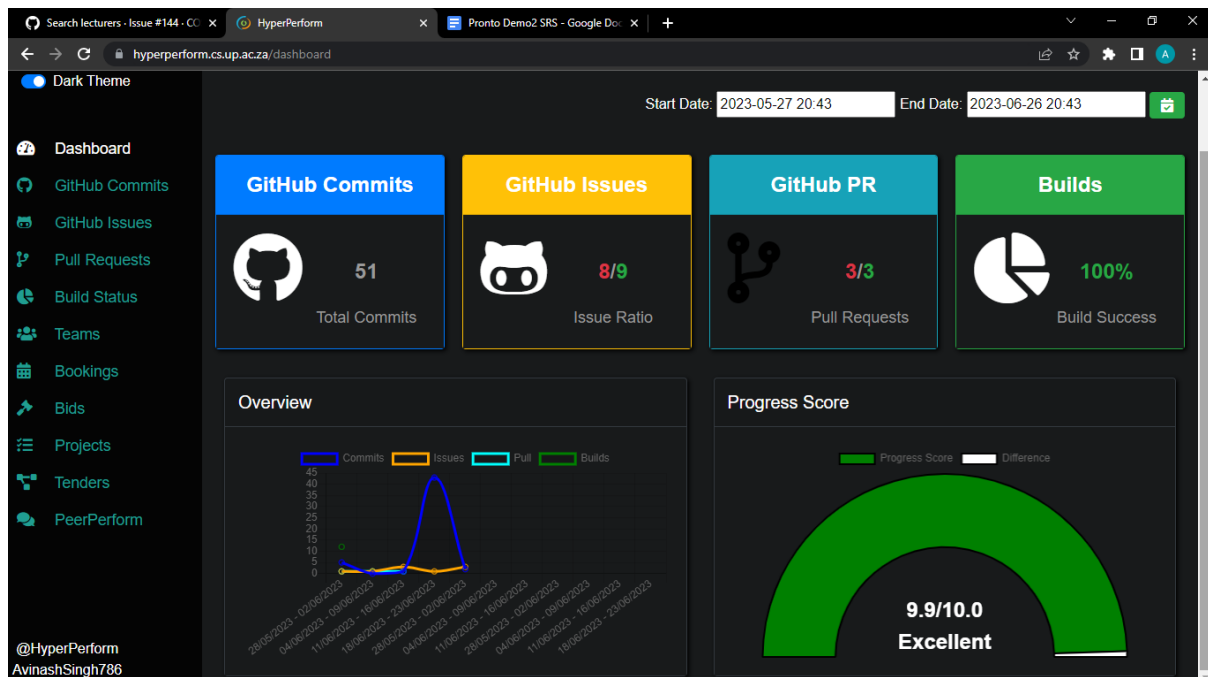 Search lecturers · Issue #144 · CO
HyperPerform
Pronto Demo2 SRS - Google Doc
hyperperform.cs.up.ac.za/dashboard
A
Dark Theme
Start Date: 2023-05-27 20:43 End Date: 2023-06-26 20:43
Dashboard
GitHub Commits
GitHub Issues
Pull Requests
Build Status
Teams
Bookings
Bids
Projects
Tenders
PeerPerform
@HyperPerform
AvinashSingh786
GitHub Commits
51
Total Commits
GitHub Issues
8/9
Issue Ratio
GitHub PR
3/3
Pull Requests
Builds
100%
Build Success
Overview
Commits Issues Pull Builds
45
40
35
30
25
20
15
10
5
0
28/05/2023 - 02/06/2023
04/06/2023 - 09/06/2023
11/06/2023 - 16/06/2023
18/06/2023 - 23/06/2023
28/05/2023 - 02/06/2023
04/06/2023 - 09/06/2023
11/06/2023 - 16/06/2023
28/05/2023 - 02/06/2023
04/06/2023 - 09/06/2023
11/06/2023 - 16/06/2023
18/06/2023 - 23/06/2023
Progress Score
Progress Score Difference
9.9/10.0
Excellent